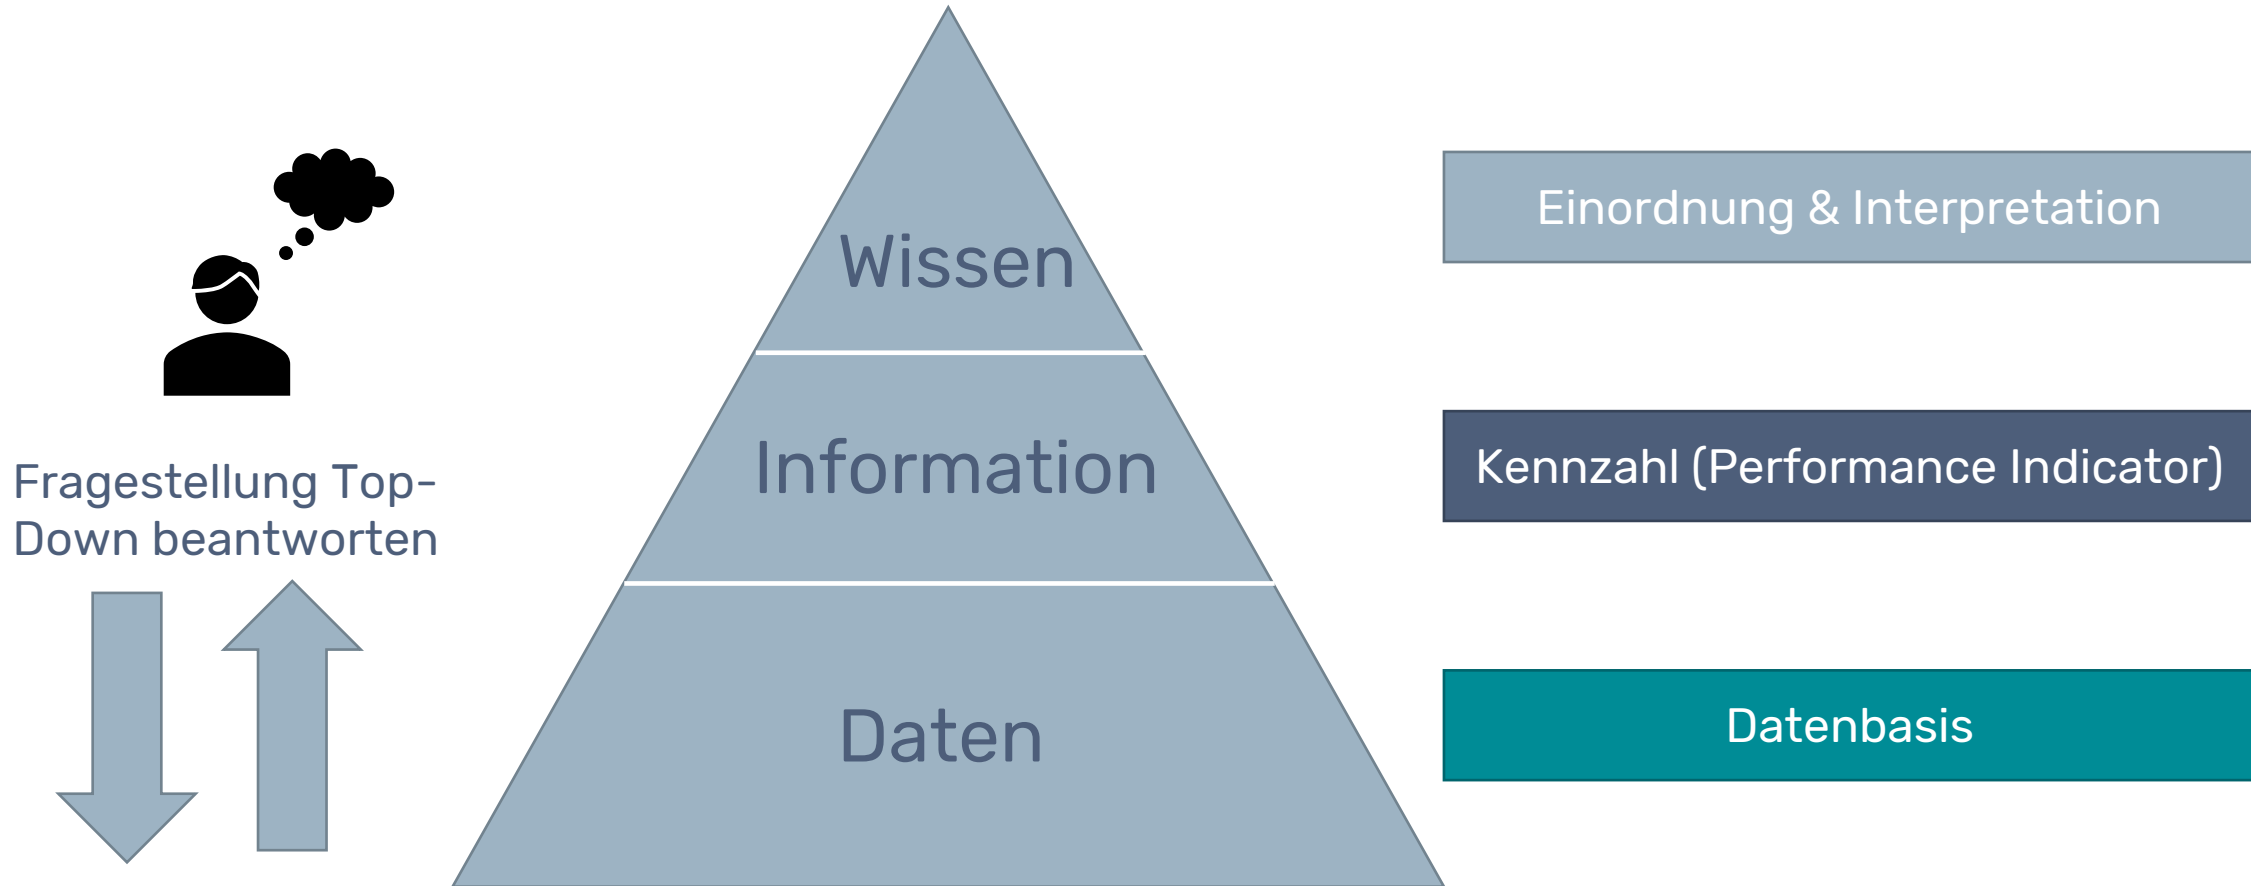 Wissen
Information
Daten
Fragestellung Top-
Down beantworten
Einordnung & Interpretation
Kennzahl (Performance Indicator)
Datenbasis